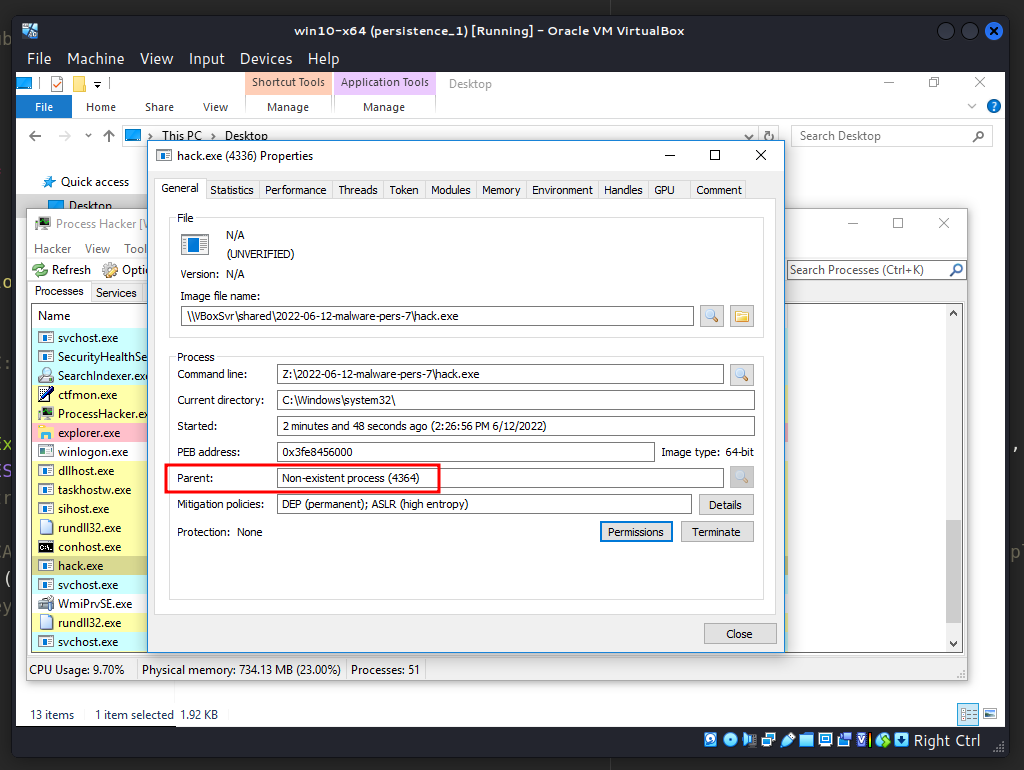 win10-x64 (persistence_1) [Running] - Oracle VM VirtualBox
File Machine View Input Devices Help
Shortcut Tools Application Tools Desktop
File Home Share View Manage Manage
This PC > Desktop Search Desktop
hack.exe (4336) Properties
Quick access
General Statistics Performance Threads Token Modules Memory Environment Handles GPU Comment
Desktop
File
Process Hacker [
N/A
Hacker View Tool
(UNVERIFIED)
Refresh Opti
Version: N/A
Search Processes (Ctrl+K)
Processes Services
Image file name:
Name
\\VBoxSvr\shared\2022-06-12-malware-pers-7\hack.exe
svchost.exe
SecurityHealthSe
Process
SearchIndexer.exe
Command line: Z:\2022-06-12-malware-pers-7\hack.exe
ctfmon.exe
Current directory: C:\Windows\system32\
ProcessHacker.ex
Started: 2 minutes and 48 seconds ago (2:26:56 PM 6/12/2022)
explorer.exe
winlogon.exe
PEB address: 0x3fe8456000 Image type: 64-bit
dllhost.exe
Parent: Non-existent process (4364)
taskhostw.exe
sihost.exe
Mitigation policies: DEP (permanent); ASLR (high entropy) Details
rundll32.exe
Protection: None Permissions Terminate
conhost.exe
hack.exe
svchost.exe
WmiPrvSE.exe
rundll32.exe
Close
svchost.exe
CPU Usage: 9.70% Physical memory: 734.13 MB (23.00%) Processes: 51
13 items 1 item selected 1.92 KB
Right Ctrl